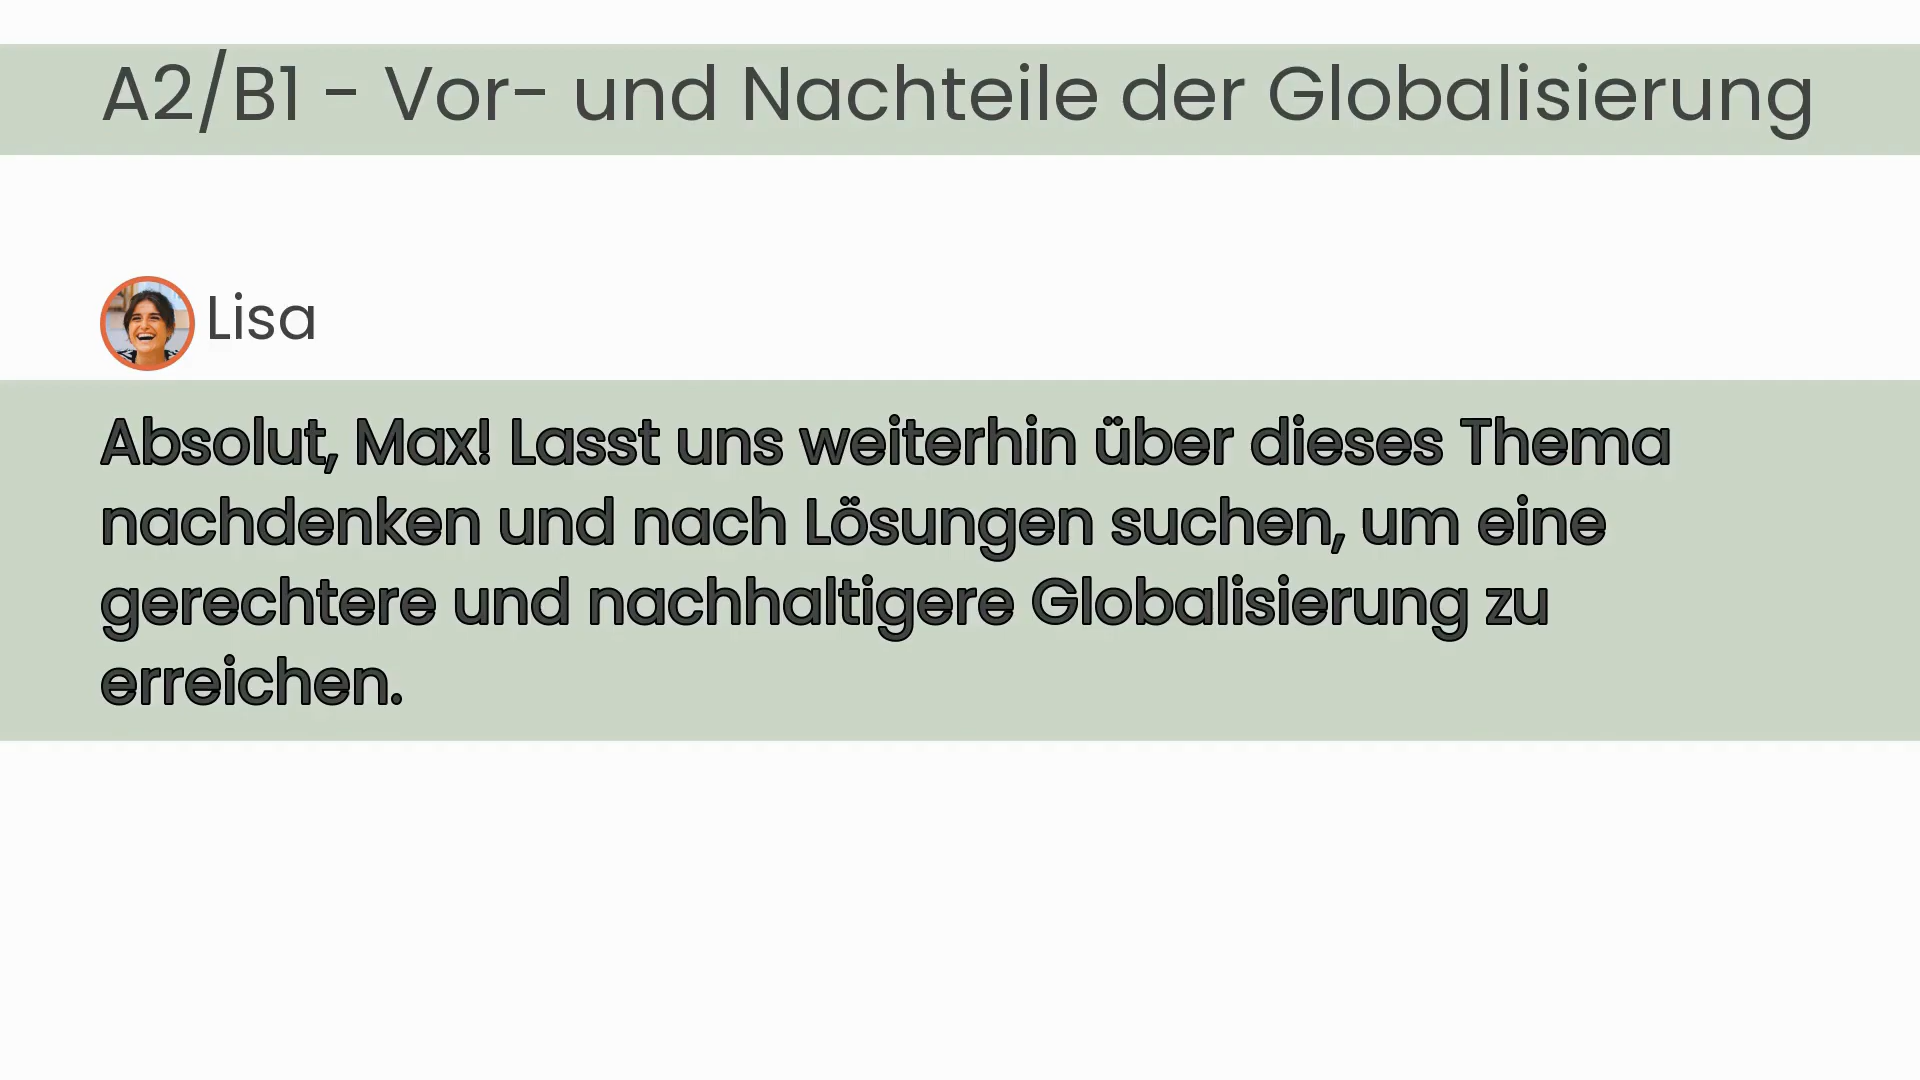 A2/B1 - Vor- und Nachteile der Globalisierung
Lisa
Absolut, Max! Lasst uns weiterhin über dieses Thema
nachdenken und nach Lösungen suchen, um eine
gerechtere und nachhaltigere Globalisierung zu
erreichen.